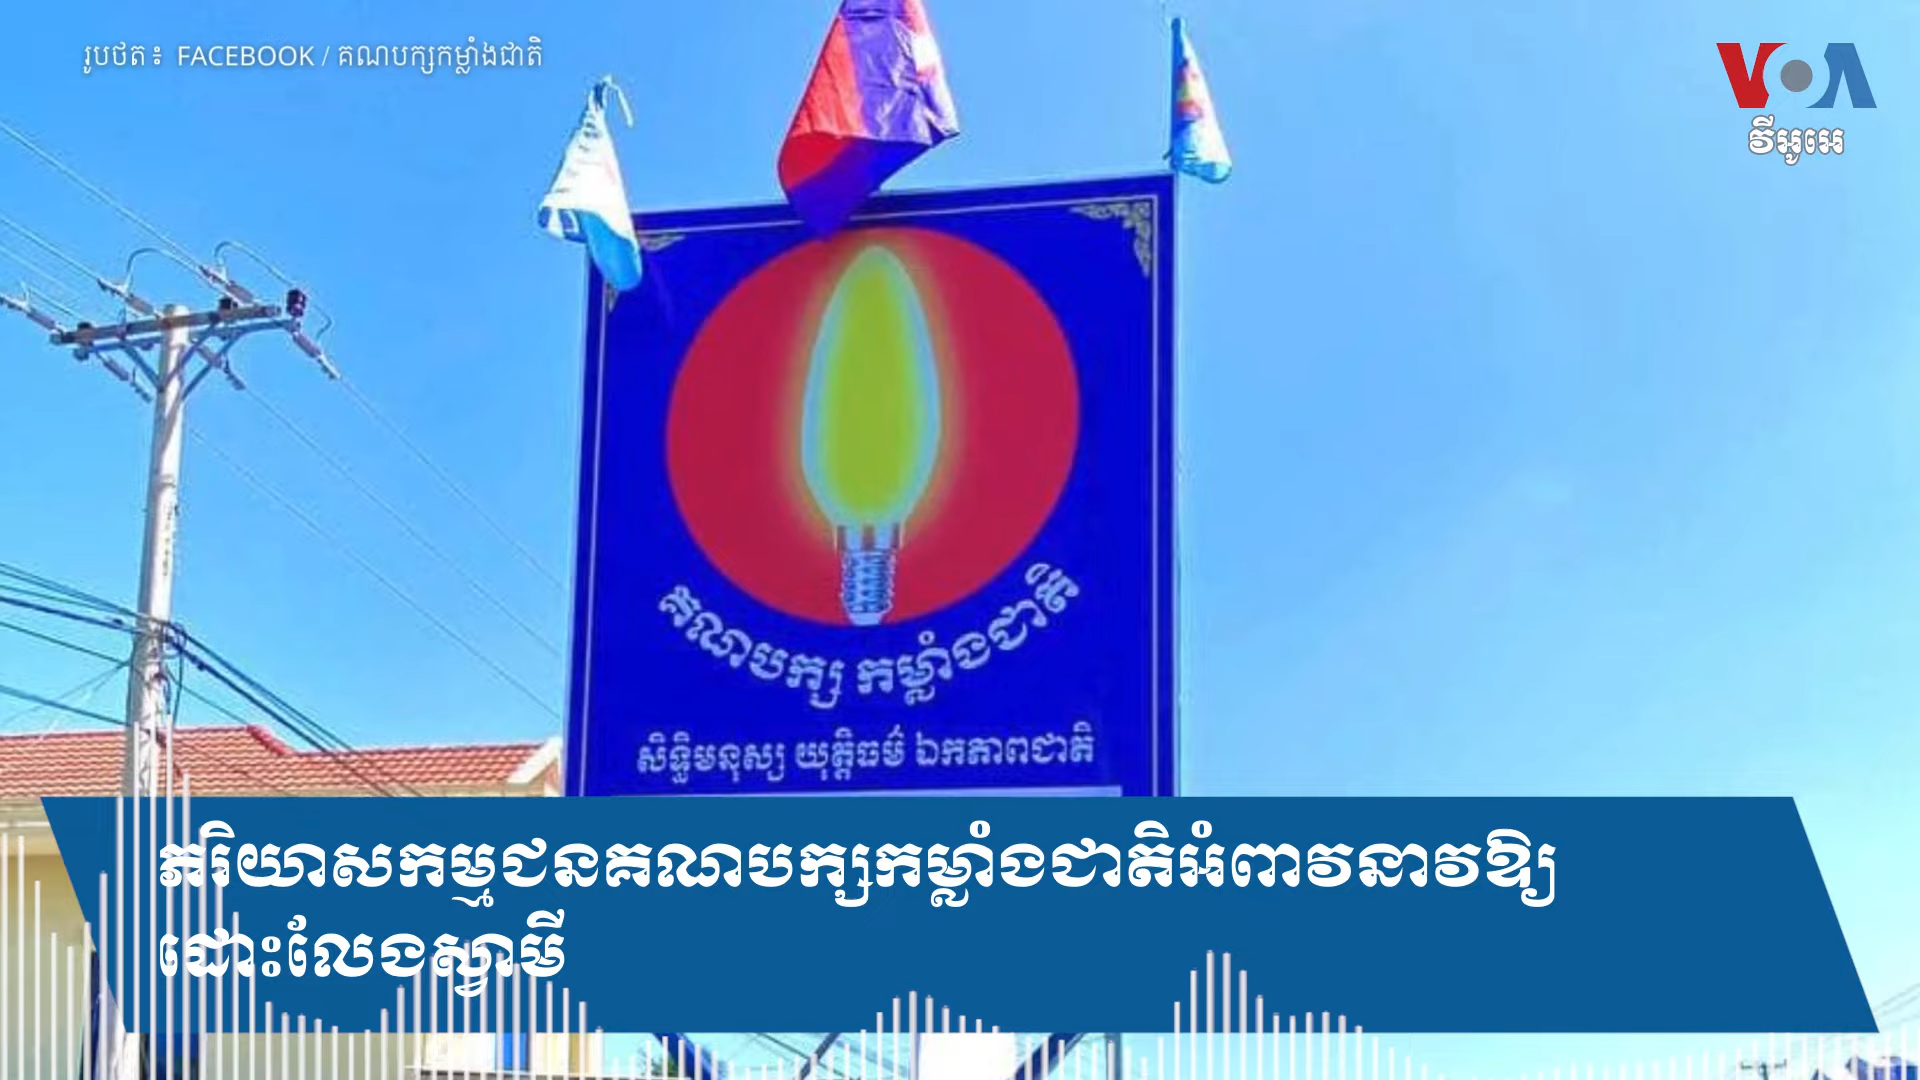 រូបថត៖ FACEBOOK / គណបក្សកម្លាំងជាតិ
VOA
វីអូអេ
គណបក្ស កម្លាំងជាតិ
សិទ្ធិមនុស្ស យុត្តិធម៌ ឯកភាពជាតិ
ភរិយាសកម្មជនគណបក្សកម្លាំងជាតិអំពាវនាវឱ្យ
ដោះលែងស្វាមី